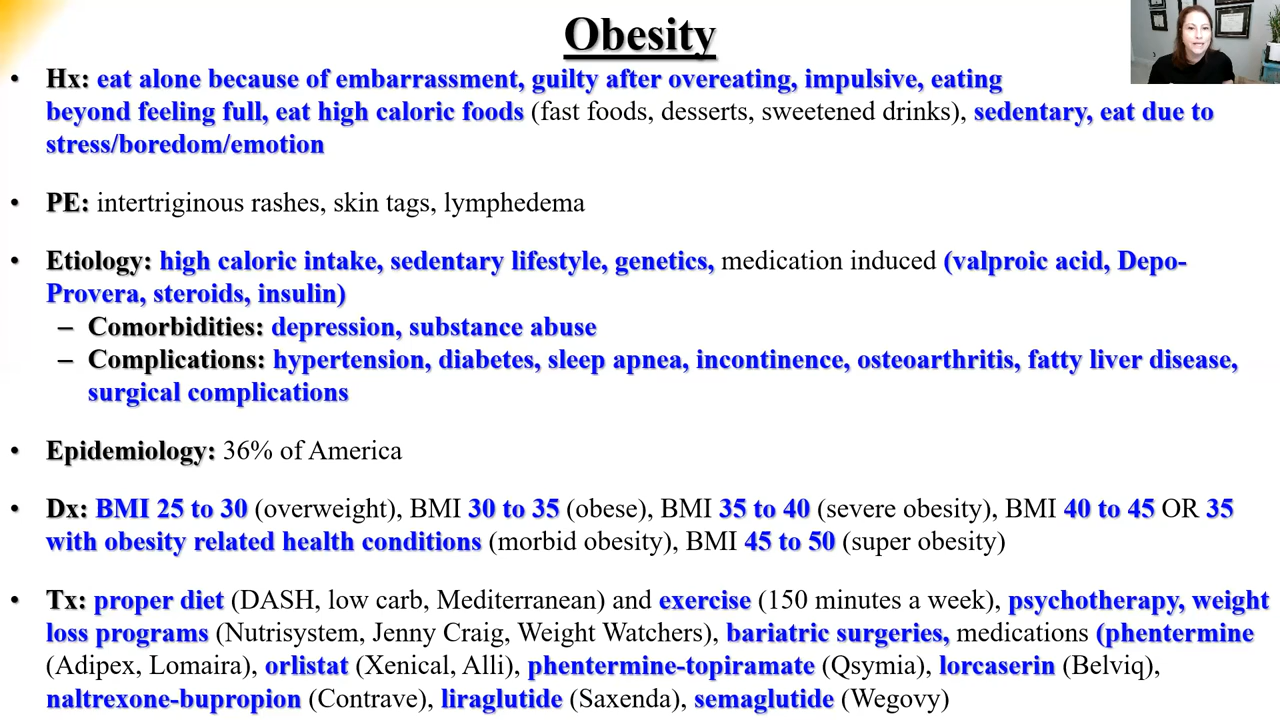 Obesity
• Hx: eat alone because of embarrassment, guilty after overeating, impulsive, eating
beyond feeling full, eat high caloric foods (fast foods, desserts, sweetened drinks), sedentary, eat due to
stress/boredom/emotion
• PE: intertriginous rashes, skin tags, lymphedema
• Etiology: high caloric intake, sedentary lifestyle, genetics, medication induced (valproic acid, Depo-
Provera, steroids, insulin)
– Comorbidities: depression, substance abuse
– Complications: hypertension, diabetes, sleep apnea, incontinence, osteoarthritis, fatty liver disease,
surgical complications
• Epidemiology: 36% of America
• Dx: BMI 25 to 30 (overweight), BMI 30 to 35 (obese), BMI 35 to 40 (severe obesity), BMI 40 to 45 OR 35
with obesity related health conditions (morbid obesity), BMI 45 to 50 (super obesity)
• Tx: proper diet (DASH, low carb, Mediterranean) and exercise (150 minutes a week), psychotherapy, weight
loss programs (Nutrisystem, Jenny Craig, Weight Watchers), bariatric surgeries, medications (phentermine
(Adipex, Lomaira), orlistat (Xenical, Alli), phentermine-topiramate (Qsymia), lorcaserin (Belviq),
naltrexone-bupropion (Contrave), liraglutide (Saxenda), semaglutide (Wegovy)